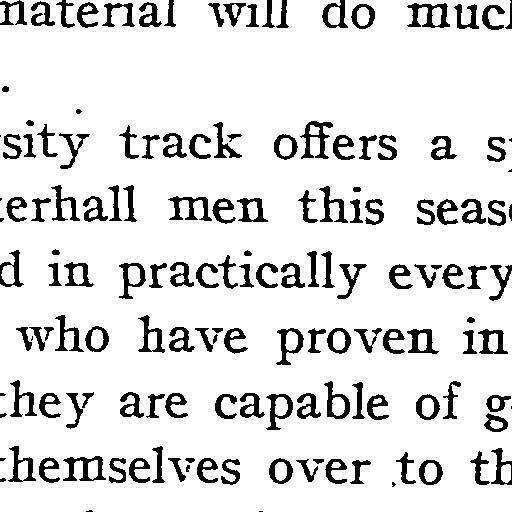 material will do much
.
sity track offers a sp
terhall men this seas
d in practically every
who have proven in
they are capable of g
themselves over to th